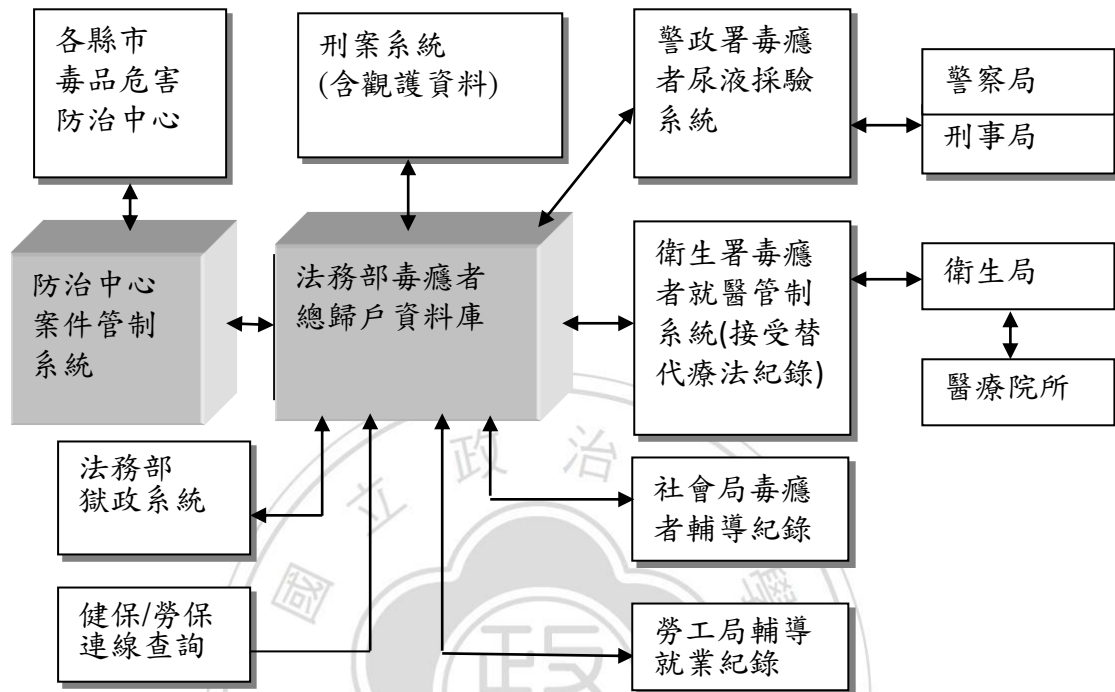 各縣市
毒品危害
防治中心
刑案系統
(含觀護資料)
警政署毒癮
者尿液採驗
系統
警察局
刑事局
防治中心
案件管制
系統
法務部毒癮者
總歸戶資料庫
衛生署毒癮
者就醫管制
系統(接受替
代療法紀錄)
衛生局
醫療院所
法務部
獄政系統
社會局毒癮
者輔導紀錄
健保/勞保
連線查詢
勞工局輔導
就業紀錄
國立政治
學
政